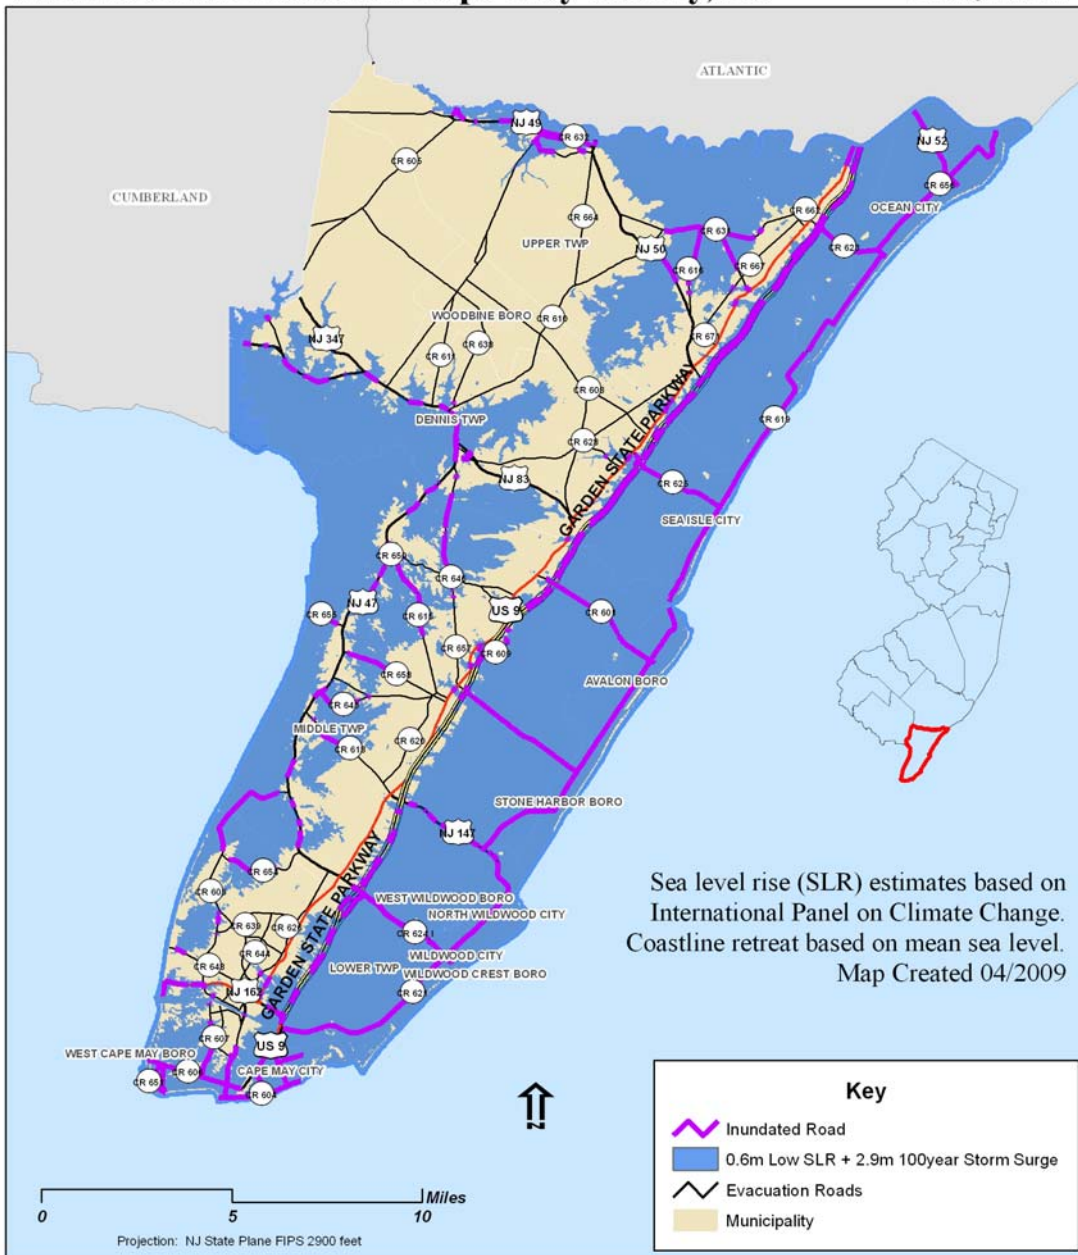 ATLANTIC
NJ 49
CR 632
NJ 52
CR 605
CR 656
CUMBERLAND
OCEAN CITY
CR 662
CR 664
CR 631
UPPER TWP
NJ 50
CR 623
CR 616
CR 667
WOODBINE BORO
CR 610
NJ 347
CR 638
CR 611
CR 608
DENNIS TWP
CR 619
CR 628
GARDEN STATE PARKWAY
NJ 83
CR 625
SEA ISLE CITY
CR 650
NJ 47
US 9
CR 655
CR 615
CR 601
CR 657
CR 609
CR 658
AVALON BORO
MIDDLE TWP
CR 618
CR 620
STONE HARBOR BORO
NJ 147
GARDEN STATE PARKWAY
CR 654
CR 603
WEST WILDWOOD BORO
NORTH WILDWOOD CITY
CR 639
CR 626
CR 624 1
CR 644
WILDWOOD CITY
CR 648
LOWER TWP
WILDWOOD CREST BORO
NJ 162
CR 621
CR 607
US 9
WEST CAPE MAY BORO
CR 606
CAPE MAY CITY
CR 651
CR 604
Sea level rise (SLR) estimates based on
International Panel on Climate Change.
Coastline retreat based on mean sea level.
Map Created 04/2009
N
Key
Inundated Road
0.6m Low SLR + 2.9m 100year Storm Surge
Evacuation Roads
Municipality
Miles
0 5 10
Projection: NJ State Plane FIPS 2900 feet